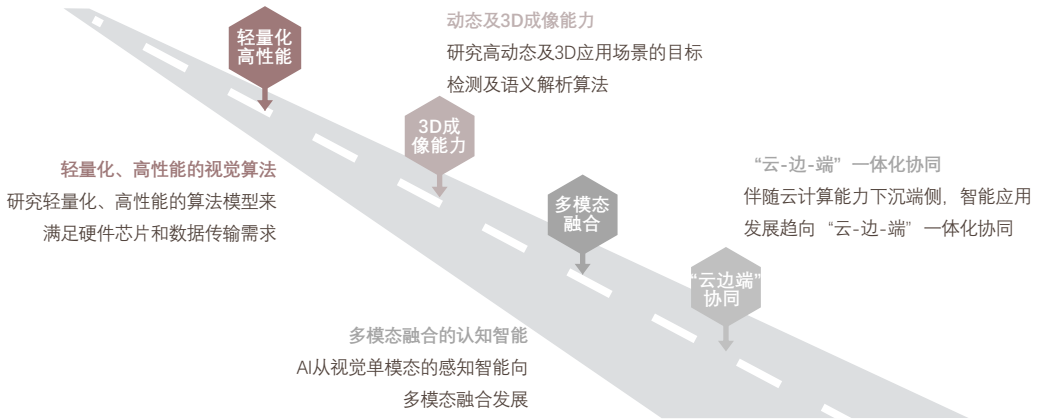 轻量化
高性能
动态及3D成像能力
研究高动态及3D应用场景的目标
检测及语义解析算法
3D成
像能力
轻量化、高性能的视觉算法
研究轻量化、高性能的算法模型来
满足硬件芯片和数据传输需求
“云-边-端”一体化协同
伴随云计算能力下沉端侧，智能应用
发展趋向“云-边-端”一体化协同
多模态
融合
“云边端”
协同
多模态融合的认知智能
AI从视觉单模态的感知智能向
多模态融合发展